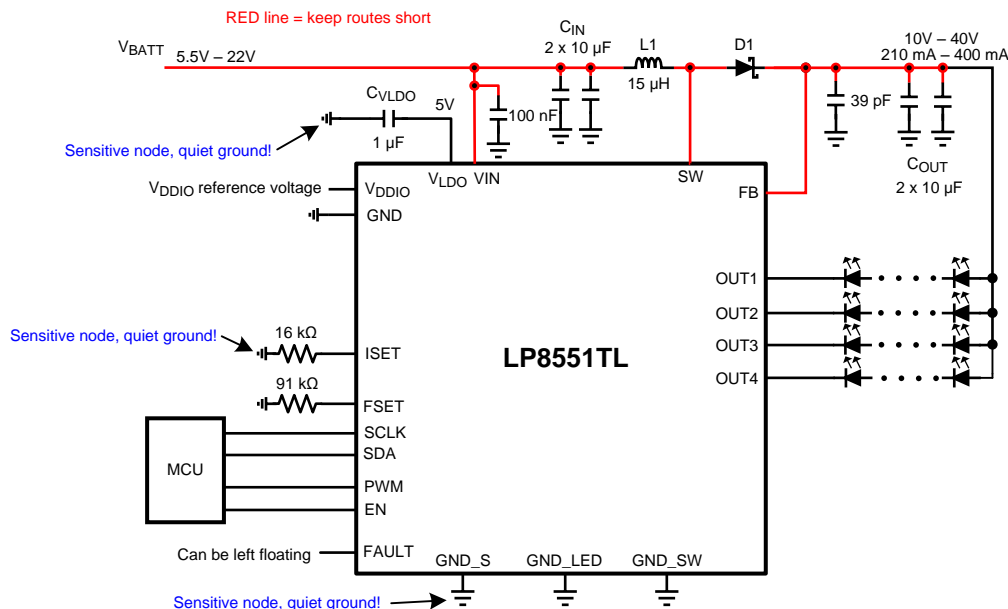 RED line = keep routes short
VBATT
5.5V – 22V
CIN
2 x 10 µF
L1
15 µH
D1
10V – 40V
210 mA – 400 mA
39 pF
CVLDO
5V
1 µF
100 nF
Sensitive node, quiet ground!
COUT
2 x 10 µF
VLDO
VIN
SW
VDDIO reference voltage
VDDIO
FB
GND
OUT1
OUT2
OUT3
OUT4
Sensitive node, quiet ground!
16 kΩ
ISET
LP8551TL
91 kΩ
FSET
MCU
SCLK
SDA
PWM
EN
Can be left floating
FAULT
GND_S
GND_LED
GND_SW
Sensitive node, quiet ground!